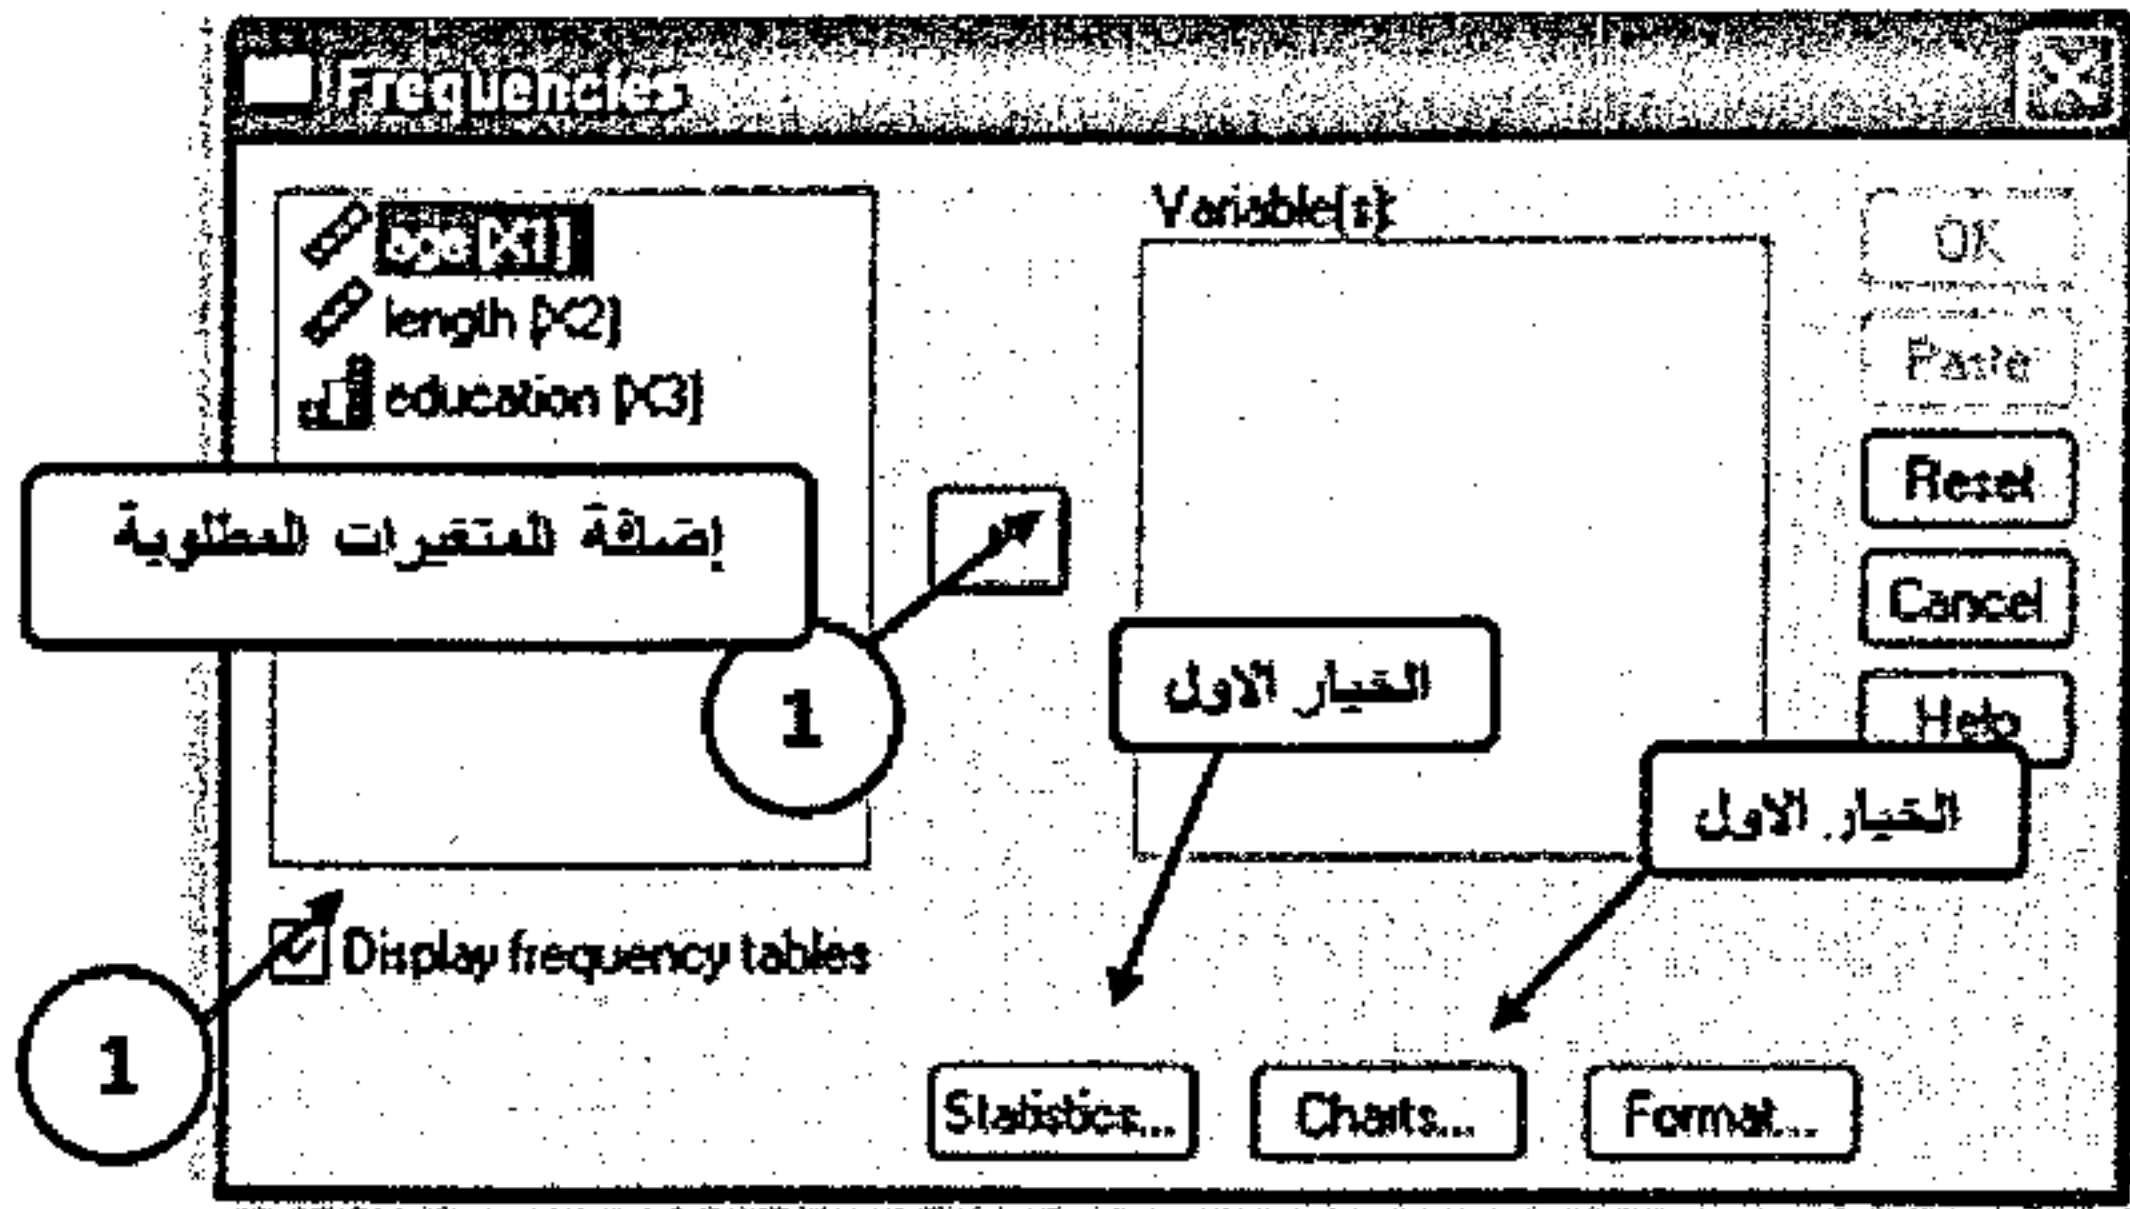 Frequencies
age [X1]
length [X2]
education [X3]
Variable(s):
OK
Paste
Reset
Cancel
Help
إضافة المتغيرات المطلوبة
1
الخيار الاول
الخيار الاول
Display frequency tables
1
Statistics...
Charts...
Format...